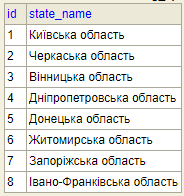 id state_name
1 Київська область
2 Черкаська область
3 Вінницька область
4 Дніпропетровська область
5 Донецька область
6 Житомирська область
7 Запоріжська область
8 Івано-Франківська область